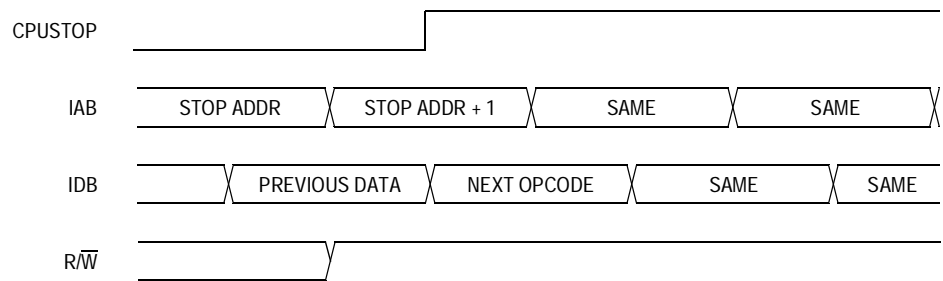 CPUSTOP
IAB STOP ADDR STOP ADDR + 1 SAME SAME
IDB PREVIOUS DATA NEXT OPCODE SAME SAME
R/W̅